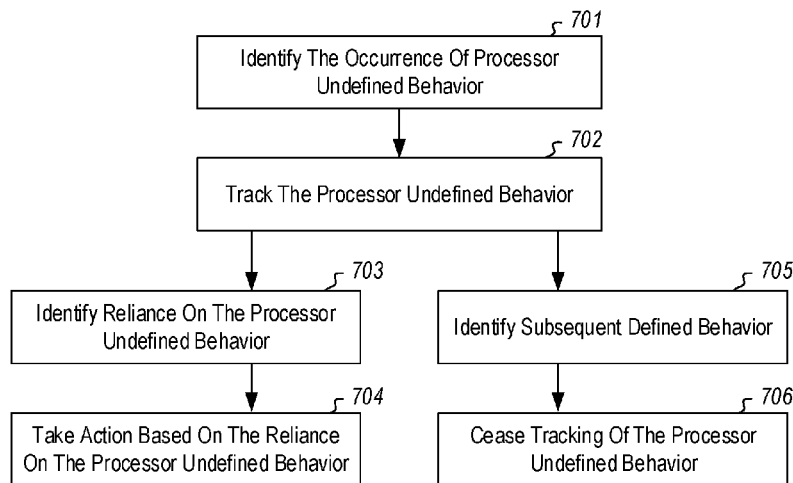 701
Identify The Occurrence Of Processor
Undefined Behavior
702
Track The Processor Undefined Behavior
703
Identify Reliance On The Processor
Undefined Behavior
704
Take Action Based On The Reliance
On The Processor Undefined Behavior
705
Identify Subsequent Defined Behavior
706
Cease Tracking Of The Processor
Undefined Behavior